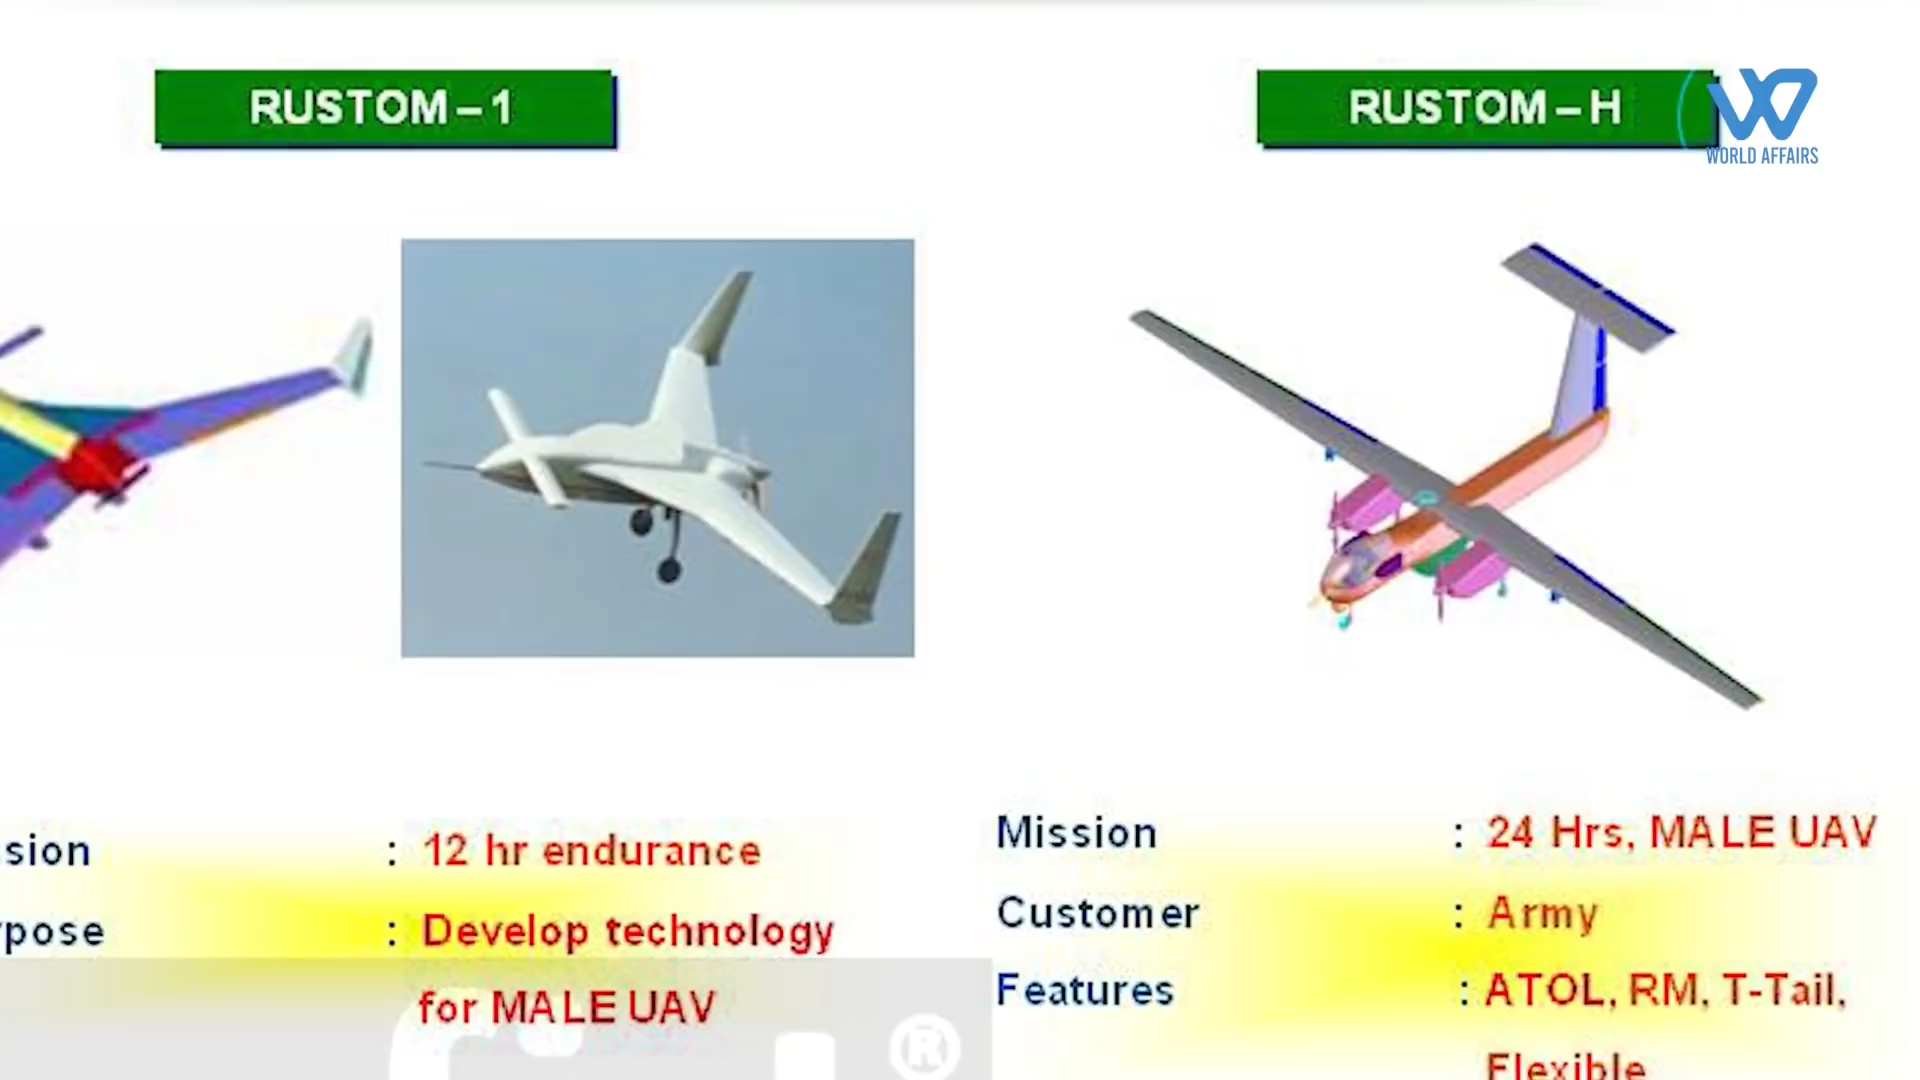 RUSTOM – 1
RUSTOM – H
WORLD AFFAIRS
sion : 12 hr endurance
rpose : Develop technology
for MALE UAV
Mission : 24 Hrs, MALE UAV
Customer : Army
Features : ATOL, RM, T-Tail,
Flexible
®